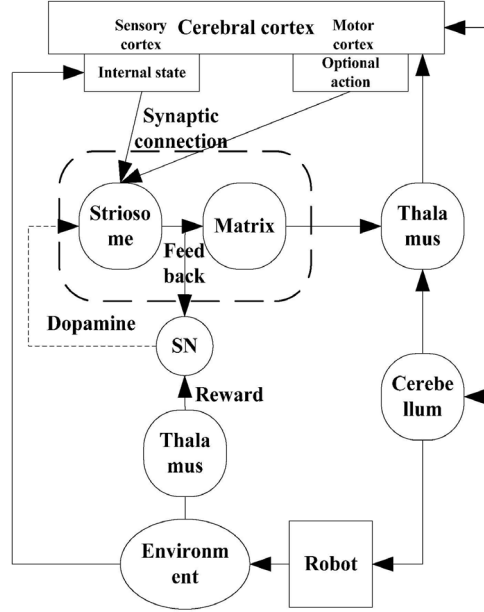 Sensory
cortex
Cerebral cortex
Motor
cortex
Internal state
Optional
action
Synaptic
connection
Strioso
me
Matrix
Thala
mus
Feed
back
Dopamine
SN
Reward
Cerebe
llum
Thala
mus
Environm
ent
Robot